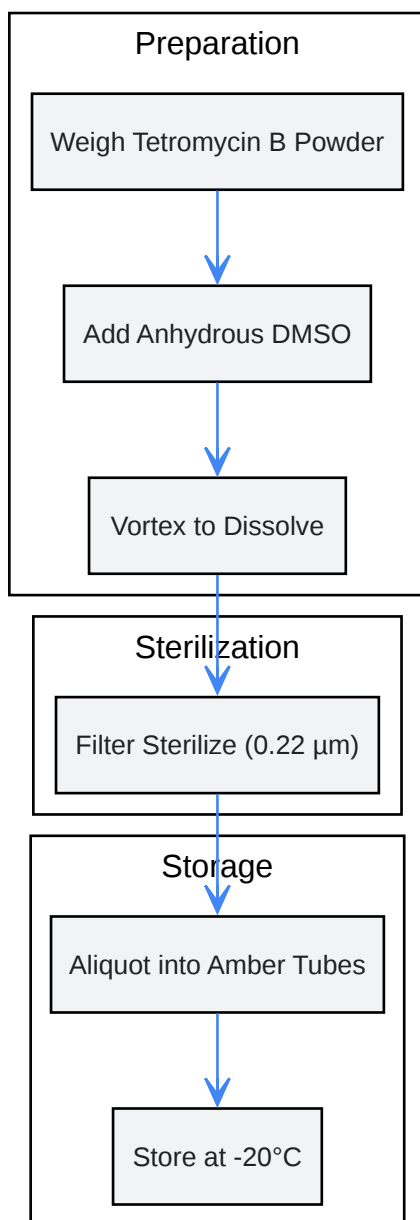 Preparation
Weigh Tetromycin B Powder
Add Anhydrous DMSO
Vortex to Dissolve
Sterilization
Filter Sterilize (0.22 µm)
Storage
Aliquot into Amber Tubes
Store at -20°C